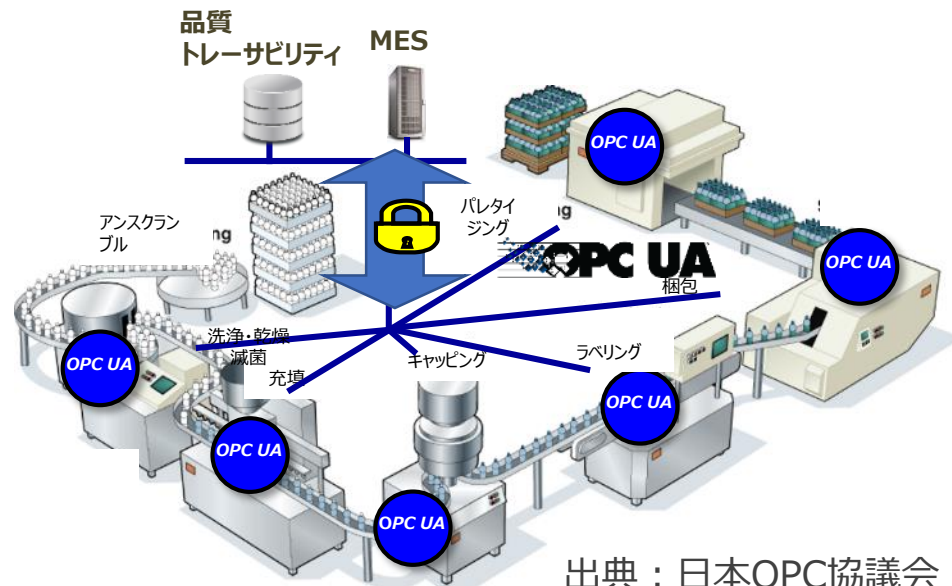 品質
トレーサビリティ
MES
OPC UA
パレタイ
ジング
ng
アンスクラン
ブル
ng
OPC UA
OPC UA
梱包
洗浄・乾燥
滅菌
キャッピング
ラベリング
充填
OPC UA
OPC UA
OPC UA
OPC UA
出典：日本OPC協議会